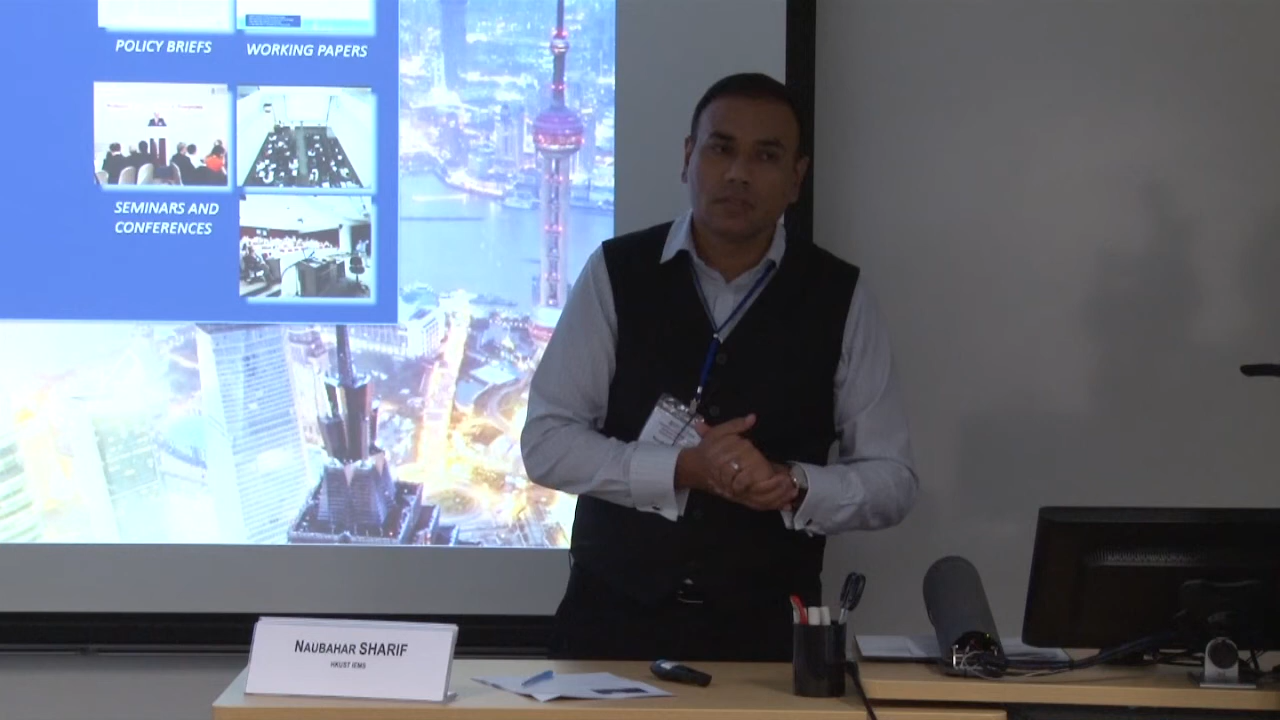 POLICY BRIEFS
WORKING PAPERS
SEMINARS AND
CONFERENCES
NAUBAHAR SHARIF
HKUST IEMS